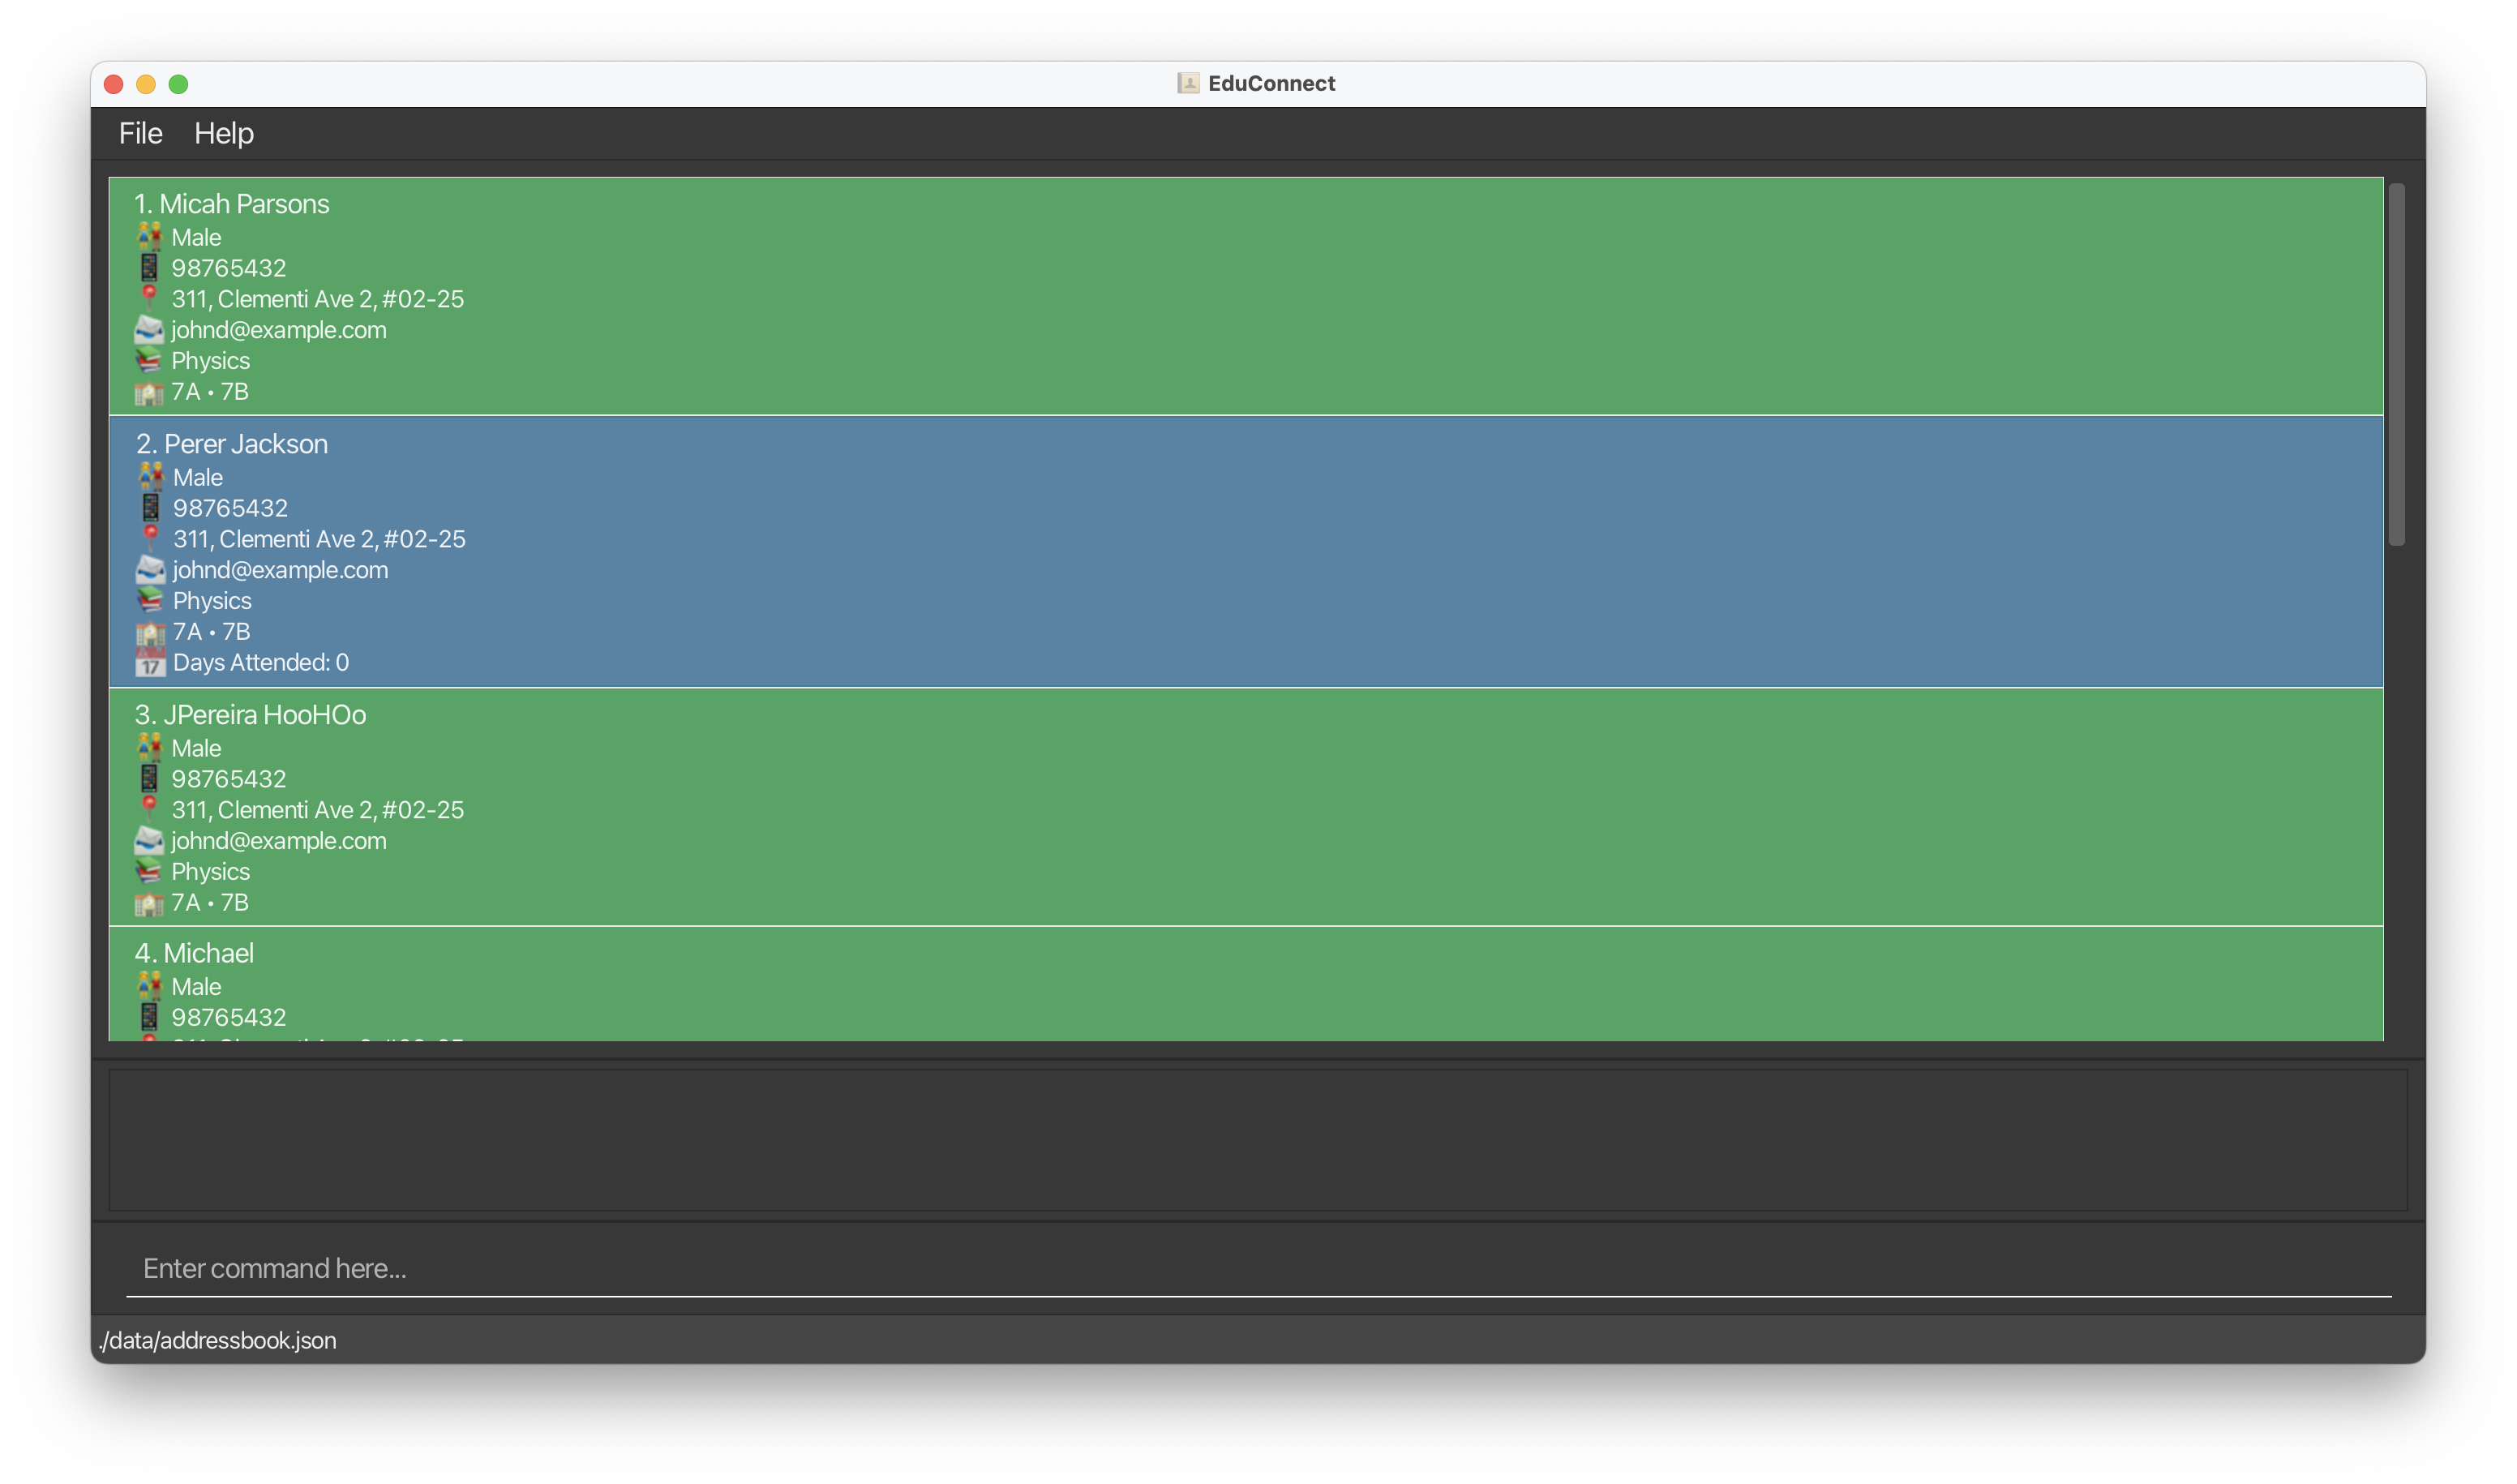 EduConnect
File Help
1. Micah Parsons
Male
98765432
311, Clementi Ave 2, #02-25
johnd@example.com
Physics
7A • 7B
2. Perer Jackson
Male
98765432
311, Clementi Ave 2, #02-25
johnd@example.com
Physics
7A • 7B
17 Days Attended: 0
3. JPereira HooHOo
Male
98765432
311, Clementi Ave 2, #02-25
johnd@example.com
Physics
7A • 7B
4. Michael
Male
98765432
Enter command here...
./data/addressbook.json